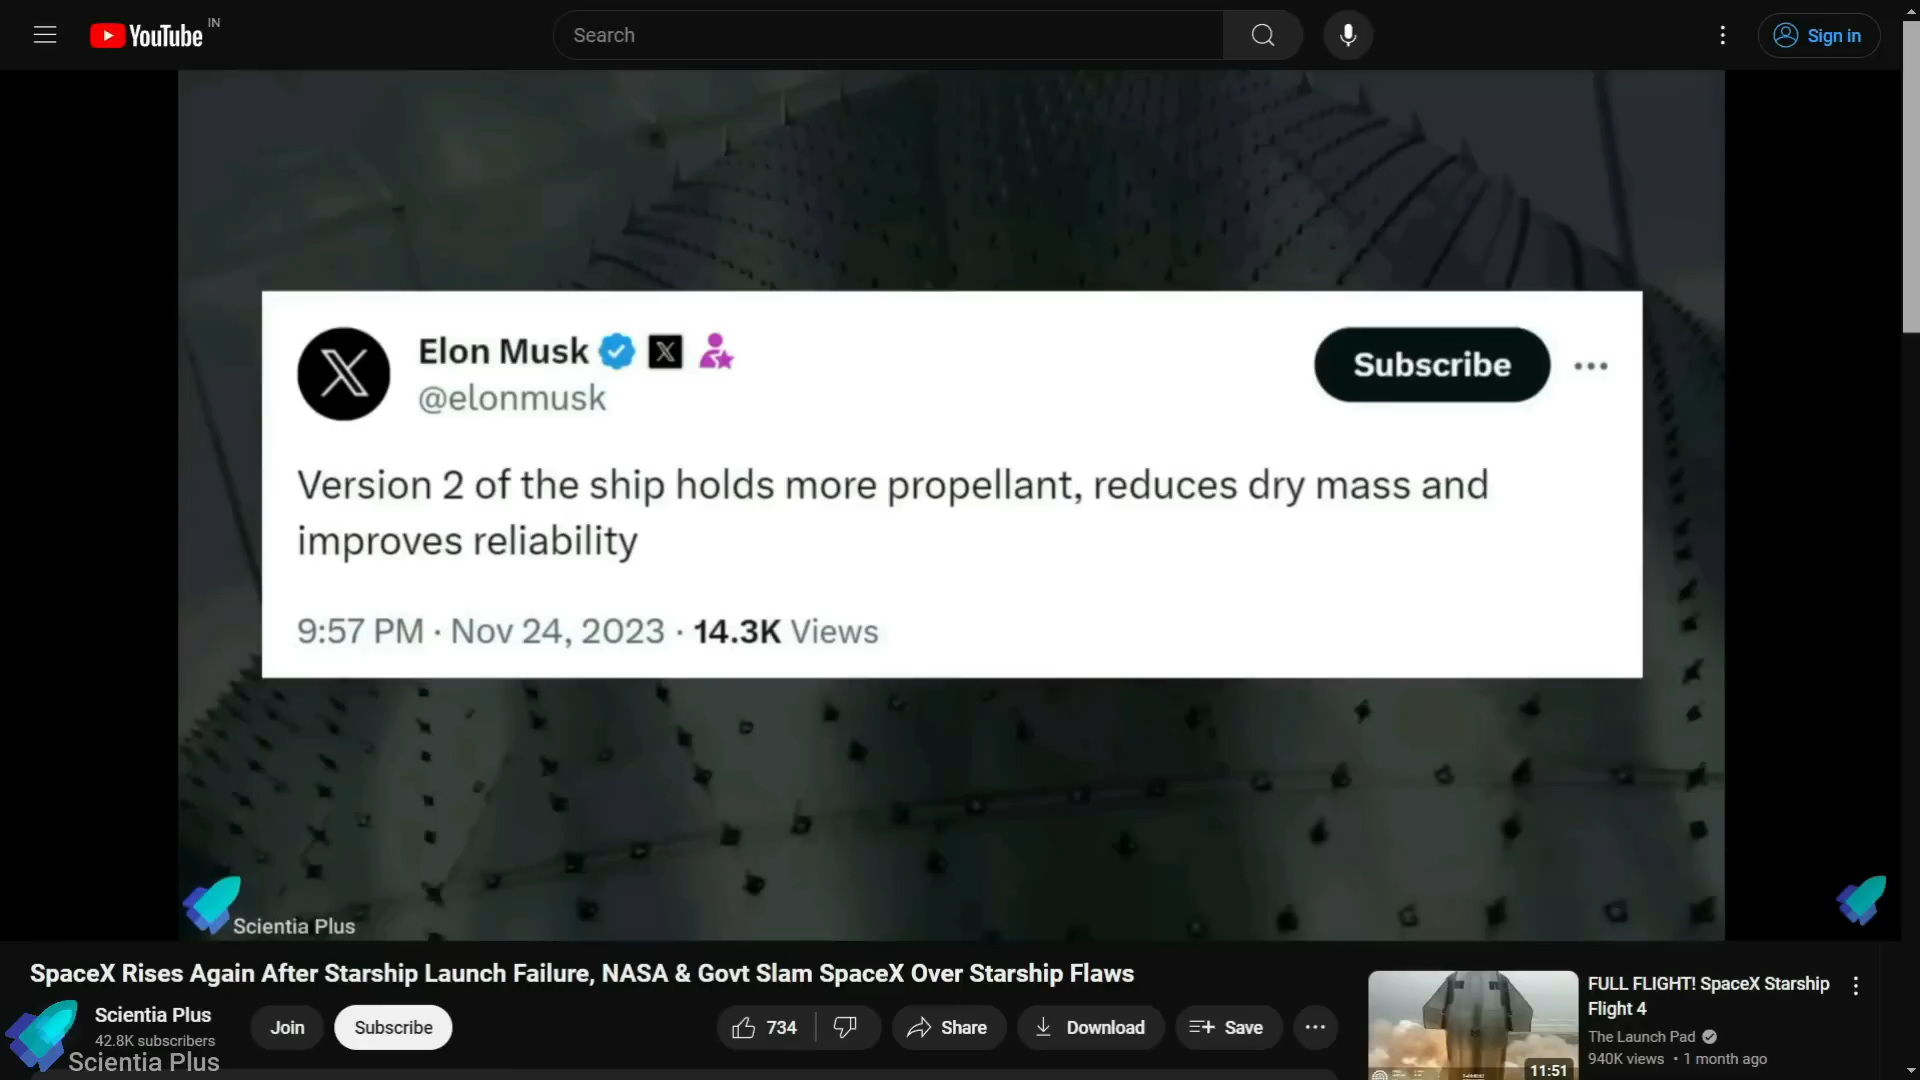 YouTube IN
Search
Sign in
Elon Musk
@elonmusk
Subscribe
Version 2 of the ship holds more propellant, reduces dry mass and
improves reliability
9:57 PM · Nov 24, 2023 · 14.3K Views
Scientia Plus
SpaceX Rises Again After Starship Launch Failure, NASA & Govt Slam SpaceX Over Starship Flaws
Scientia Plus
42.8K subscribers
Scientia Plus
Join
Subscribe
734
Share
Download
Save
11:51
FULL FLIGHT! SpaceX Starship
Flight 4
The Launch Pad
940K views • 1 month ago